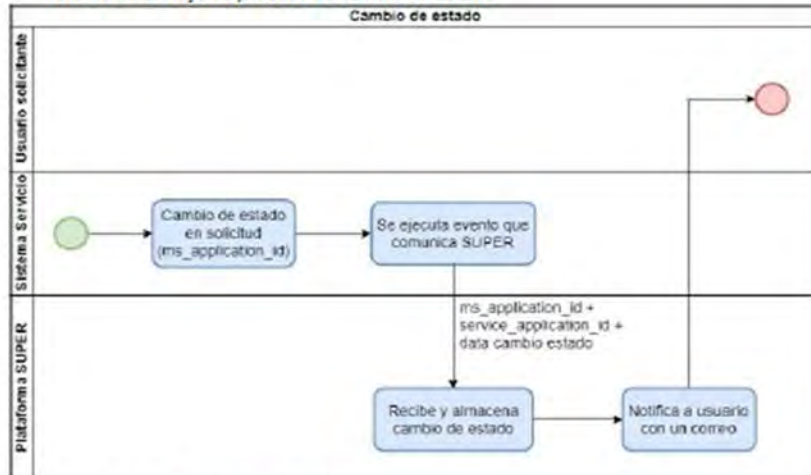 Cambio de estado
Usuario solicitante
Sistema Servicio
Cambio de estado
en solicitud
(ms_application_id)
Se ejecuta evento que
comunica SUPER
ms_application_id +
service_application_id +
data cambio estado
Plataforma SUPER
Recibe y almacena
cambio de estado
Notifica a usuario
con un correo